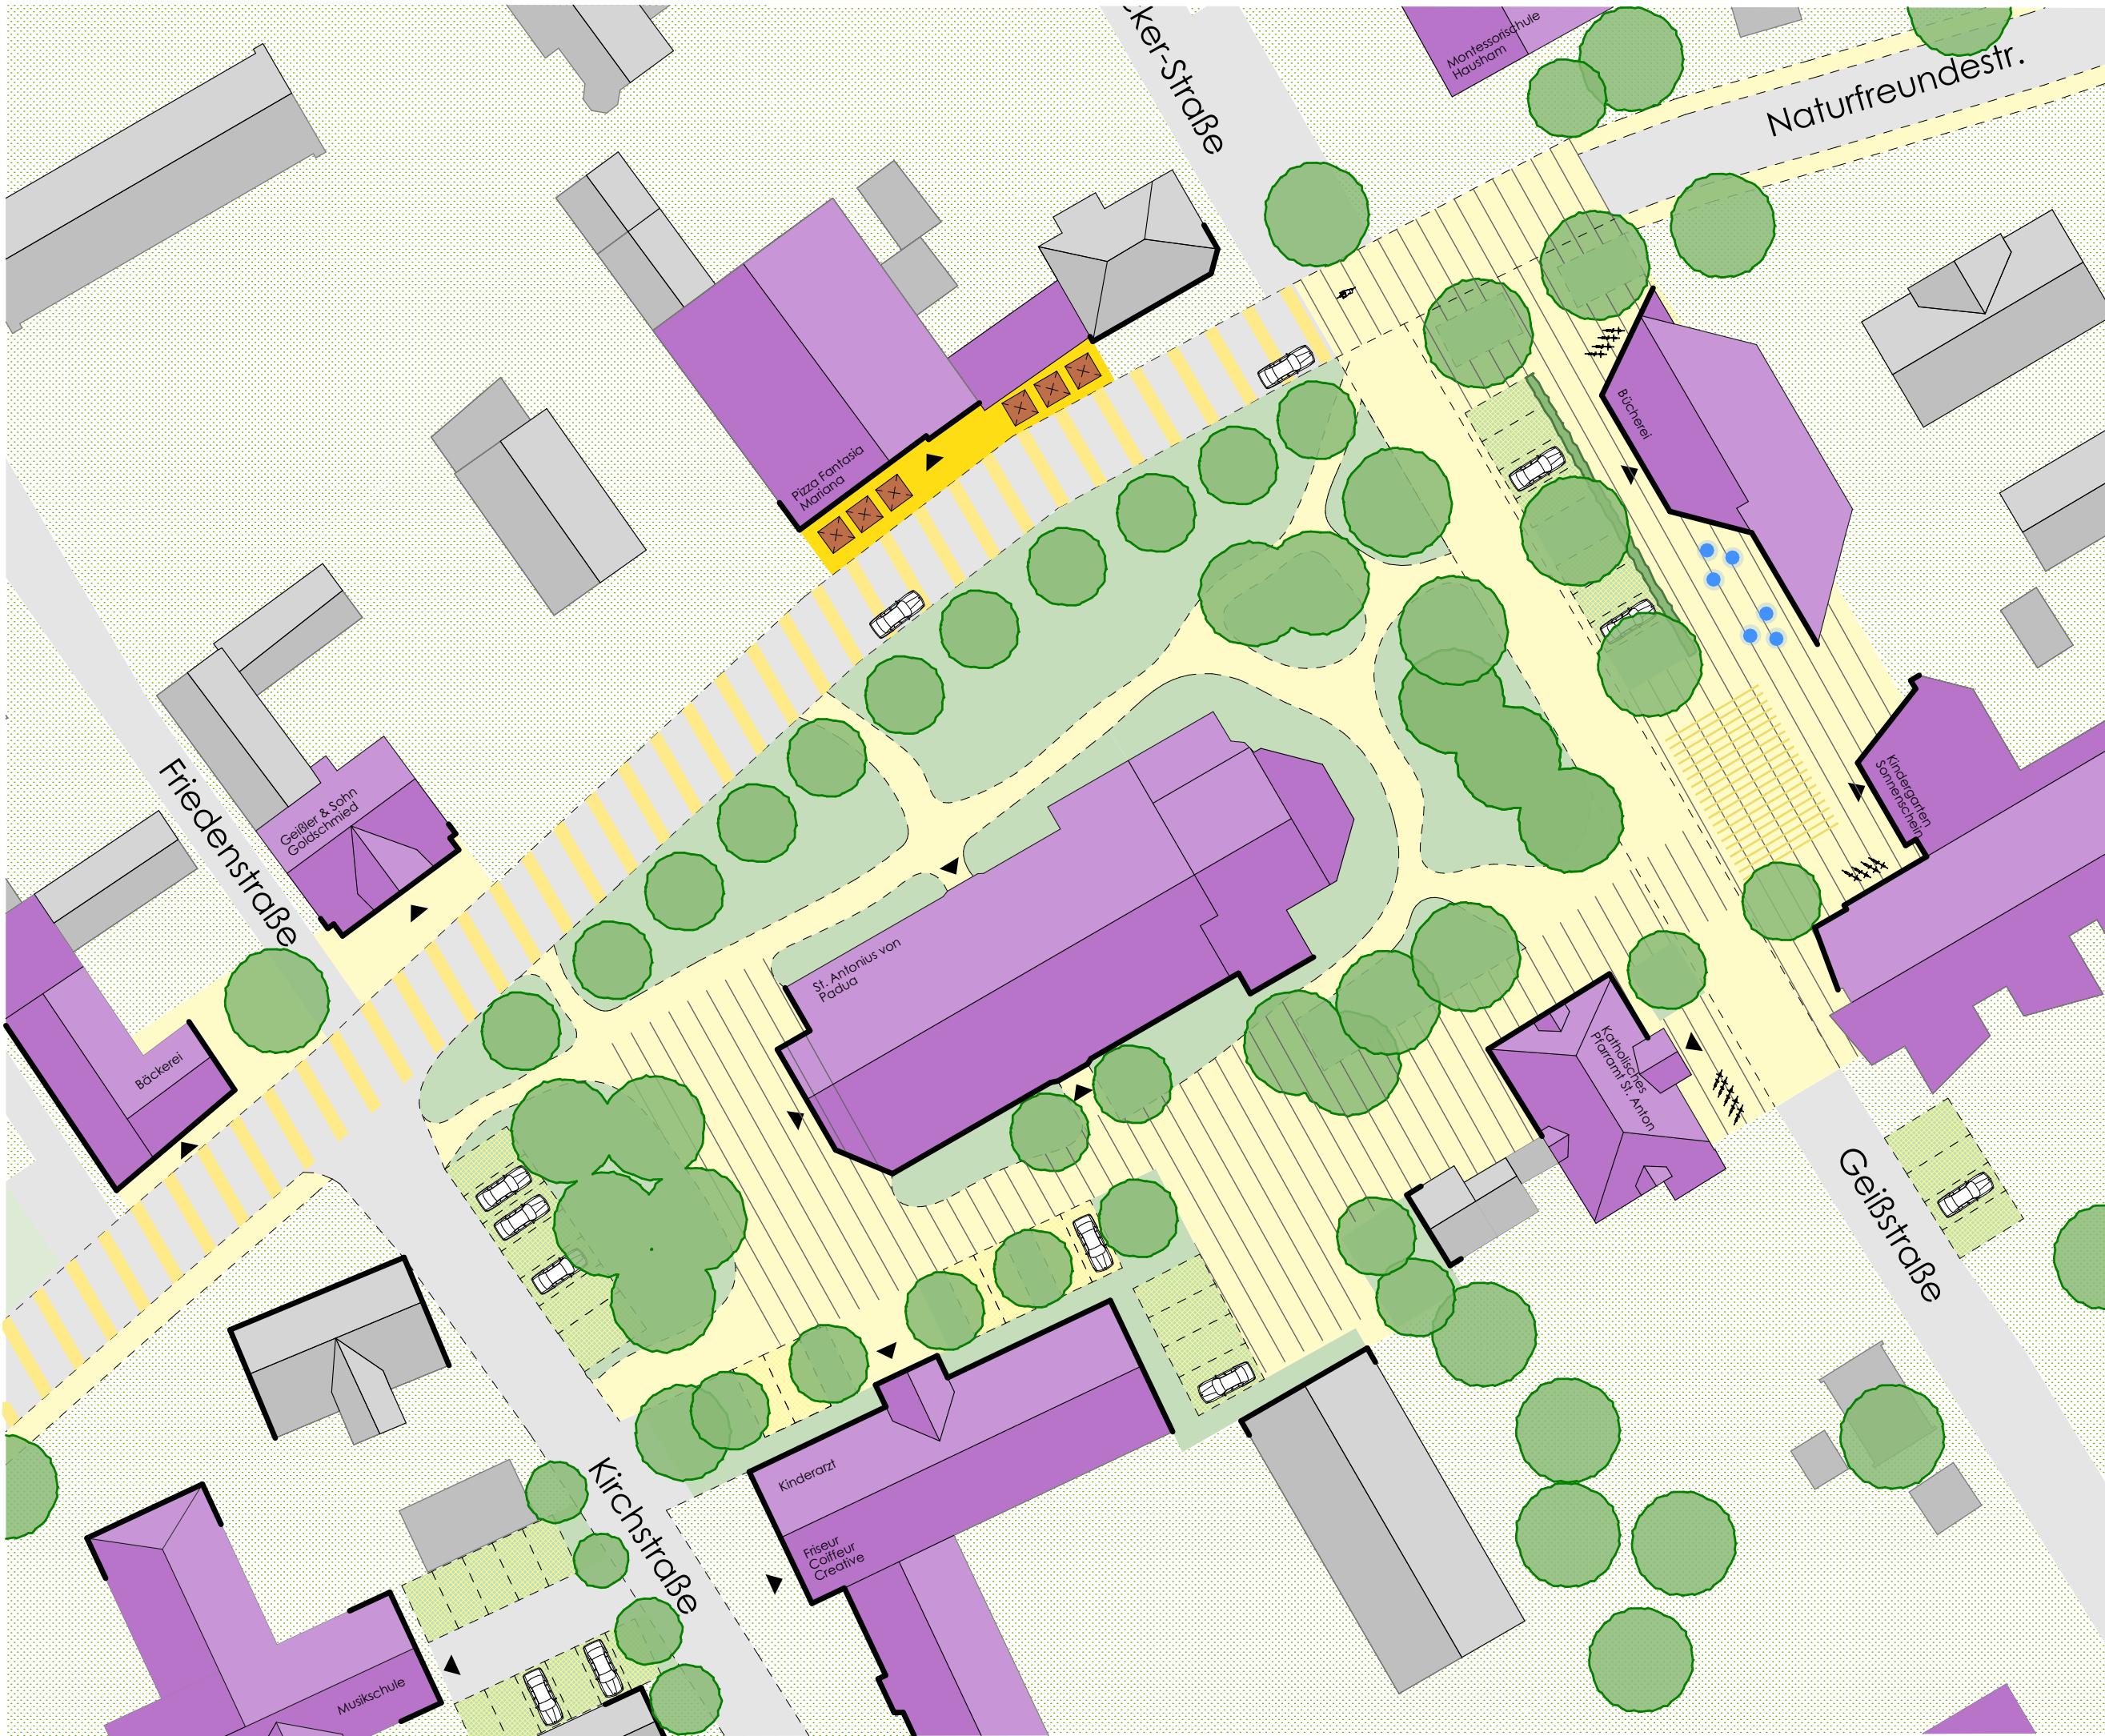 cker-Straße
Montessorischule
Hausham
Naturfreundestr.
Bücherei
Pizza Fantasia
Mariana
Friedenstraße
Geißler & Sohn
Goldschmied
Kindergarten
Sonnenschein
St. Antonius von
Padua
Bäckerei
Katholisches
Pfarramt St. Anton
Geißstraße
Kinderarzt
Kirchstraße
Friseur
Coiffeur
Creative
Musikschule